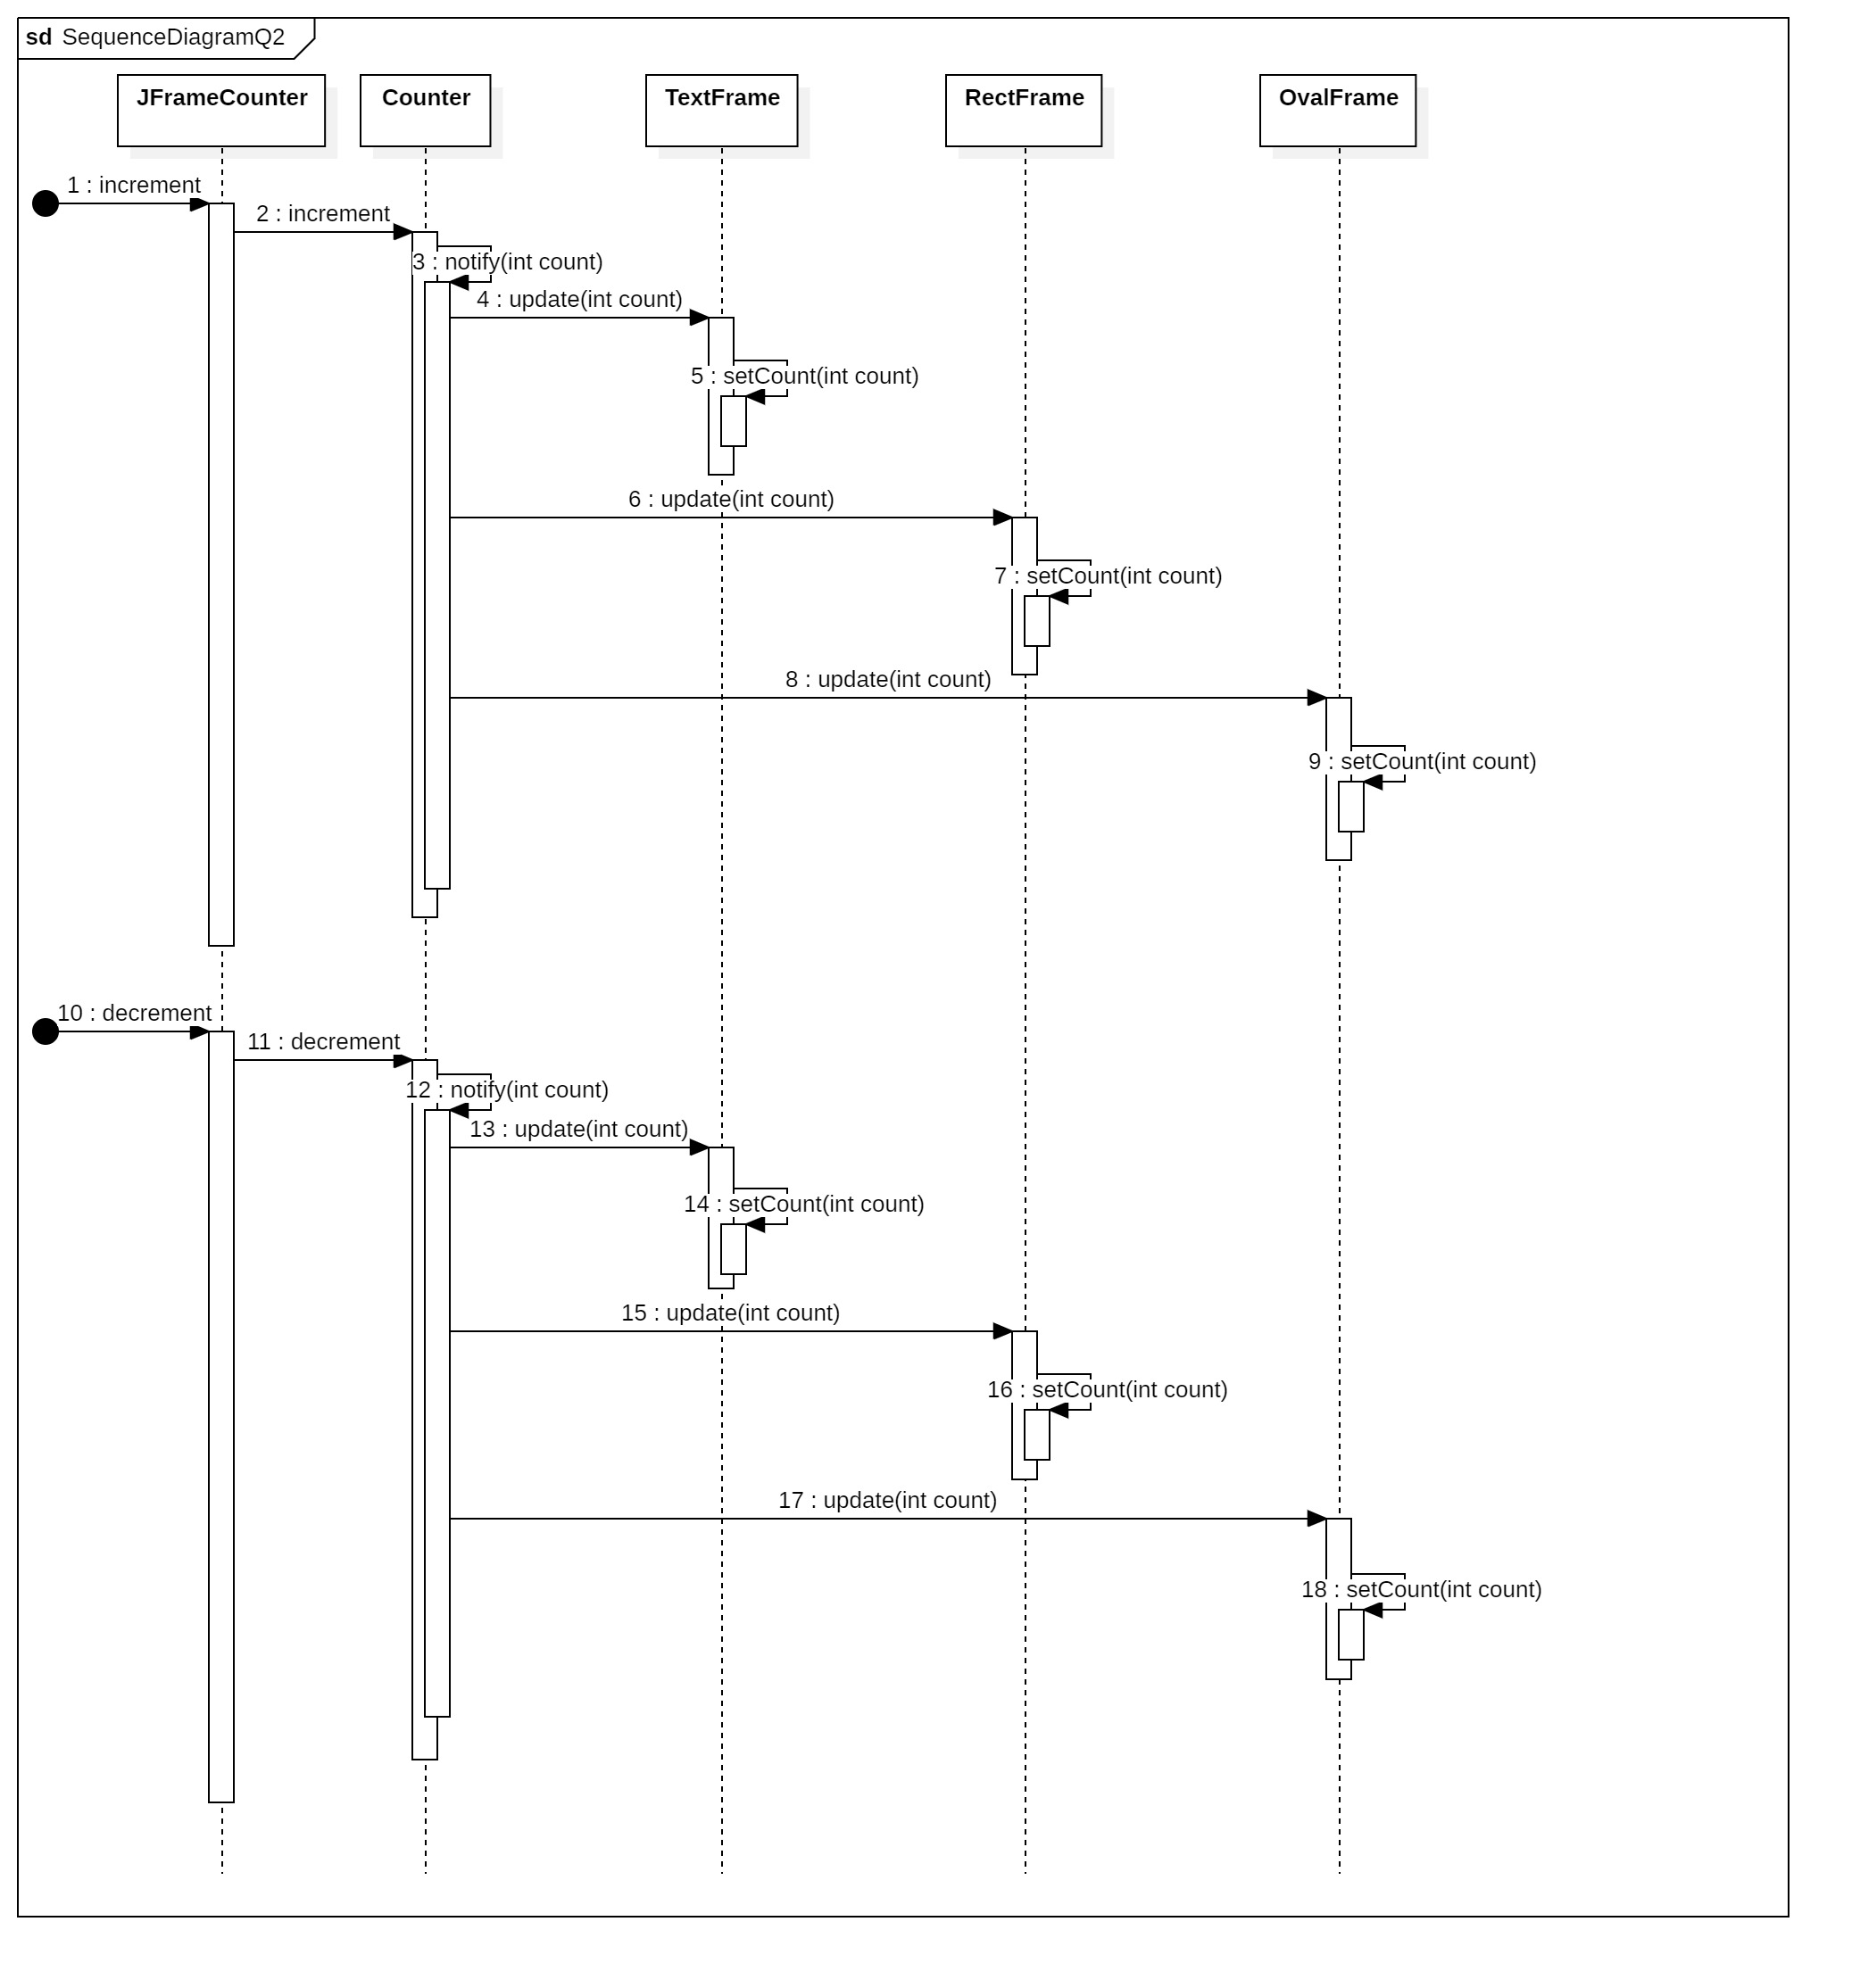 sd SequenceDiagramQ2
JFrameCounter
Counter
TextFrame
RectFrame
OvalFrame
1 : increment
2 : increment
3 : notify(int count)
4 : update(int count)
5 : setCount(int count)
6 : update(int count)
7 : setCount(int count)
8 : update(int count)
9 : setCount(int count)
10 : decrement
11 : decrement
12 : notify(int count)
13 : update(int count)
14 : setCount(int count)
15 : update(int count)
16 : setCount(int count)
17 : update(int count)
18 : setCount(int count)